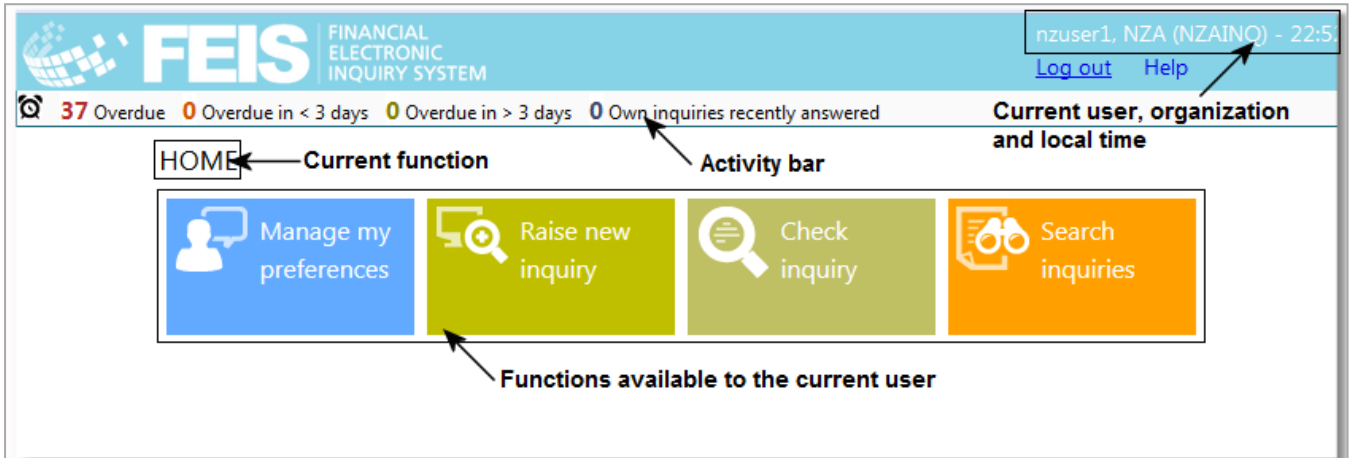 FEIS
FINANCIAL
ELECTRONIC
INQUIRY SYSTEM
nzuser1, NZA (NZAINQ) - 22:52
Log out Help
37 Overdue 0 Overdue in < 3 days 0 Overdue in > 3 days 0 Own inquiries recently answered
Current user, organization
and local time
HOME
Current function
Activity bar
Manage my
preferences
Raise new
inquiry
Check
inquiry
Search
inquiries
Functions available to the current user